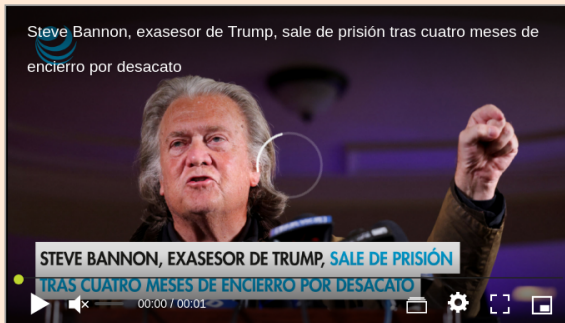 Steve Bannon, exasesor de Trump, sale de prisión tras cuatro meses de
encierro por desacato
STEVE BANNON, EXASESOR DE TRUMP, SALE DE PRISIÓN
TRAS CUATRO MESES DE ENCIERRO POR DESACATO
00:00 / 00:01